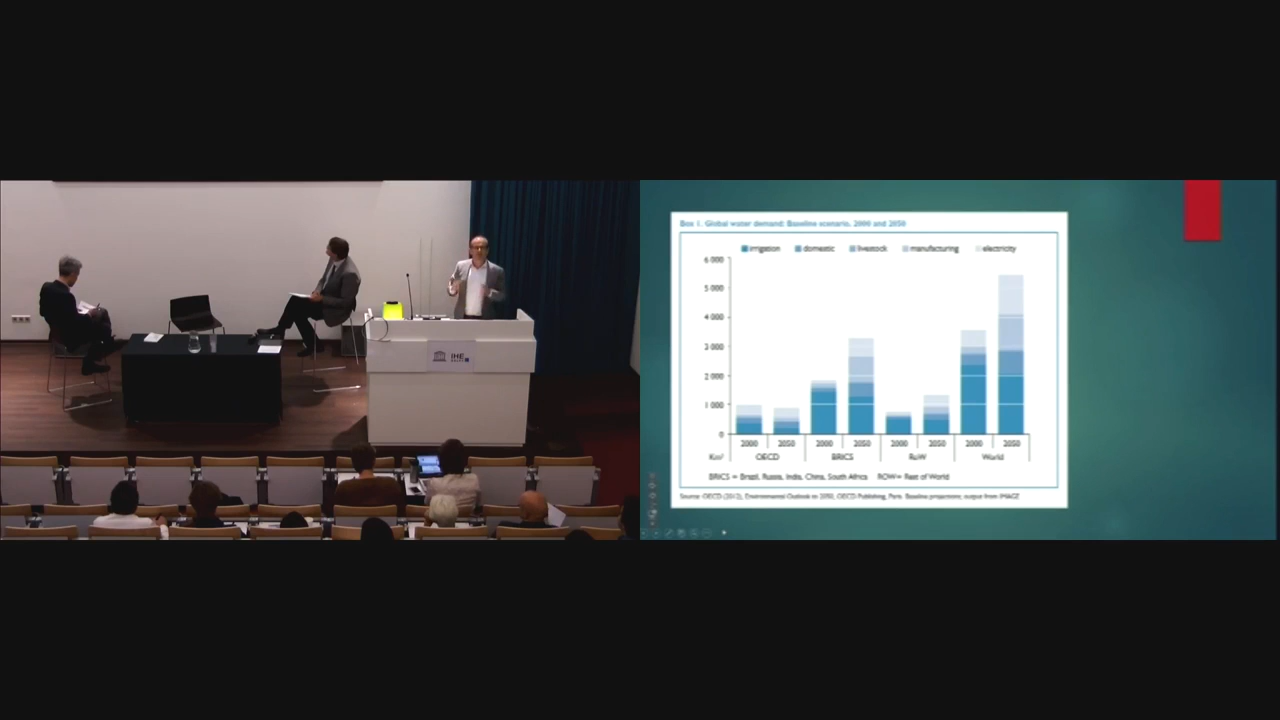 IHE
DELFT
Box 1. Global water demand: Baseline scenario, 2000 and 2050
irrigation domestic livestock manufacturing electricity
6 000
5 000
4 000
3 000
2 000
1 000
0
2000 2050 2000 2050 2000 2050 2000 2050
Km³ OECD BRICS RoW World
BRICS = Brazil, Russia, India, China, South Africa ROW= Rest of World
Source: OECD (2012), Environmental Outlook to 2050, OECD Publishing, Paris. Baseline projections; output from IMAGE